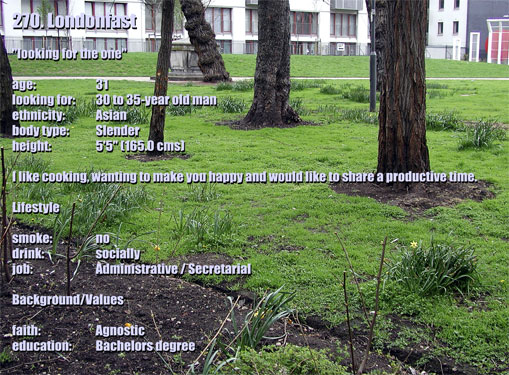 270. Londonfast
"looking for the one"
age: 31
looking for: 30 to 35-year old man
ethnicity: Asian
body type: Slender
height: 5'5" (165.0 cms)
I like cooking, wanting to make you happy and would like to share a productive time.
Lifestyle
smoke: no
drink: socially
job: Administrative / Secretarial
Background/Values
faith: Agnostic
education: Bachelors degree